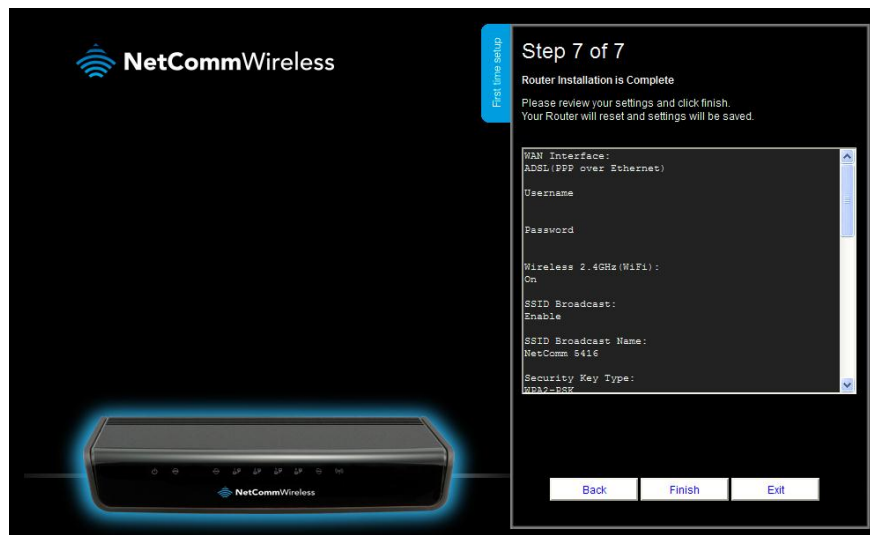 NetCommWireless
First time setup
Step 7 of 7
Router Installation is Complete
Please review your settings and click finish.
Your Router will reset and settings will be saved.
WAN Interface:
ADSL(PPP over Ethernet)
Username
Password
Wireless 2.4GHz(WiFi):
On
SSID Broadcast:
Enable
SSID Broadcast Name:
NetComm 5416
Security Key Type:
WPA2-PSK
NetCommWireless
Back
Finish
Exit